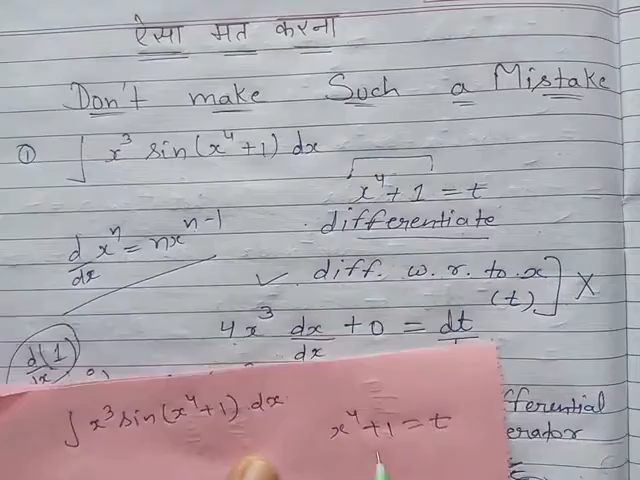 ऐसा मत करना
Don't make Such a Mistake
① ∫ x³ sin(x⁴+1) dx
x⁴+1 = t
differentiate
d/dx xⁿ = nxⁿ⁻¹
✓ diff. w.r. to x
(t) ] X
4x³ dx/dx + 0 = dt
d(1)/dx
fferential
erator
∫ x³ sin(x⁴+1) dx
x⁴+1 = t